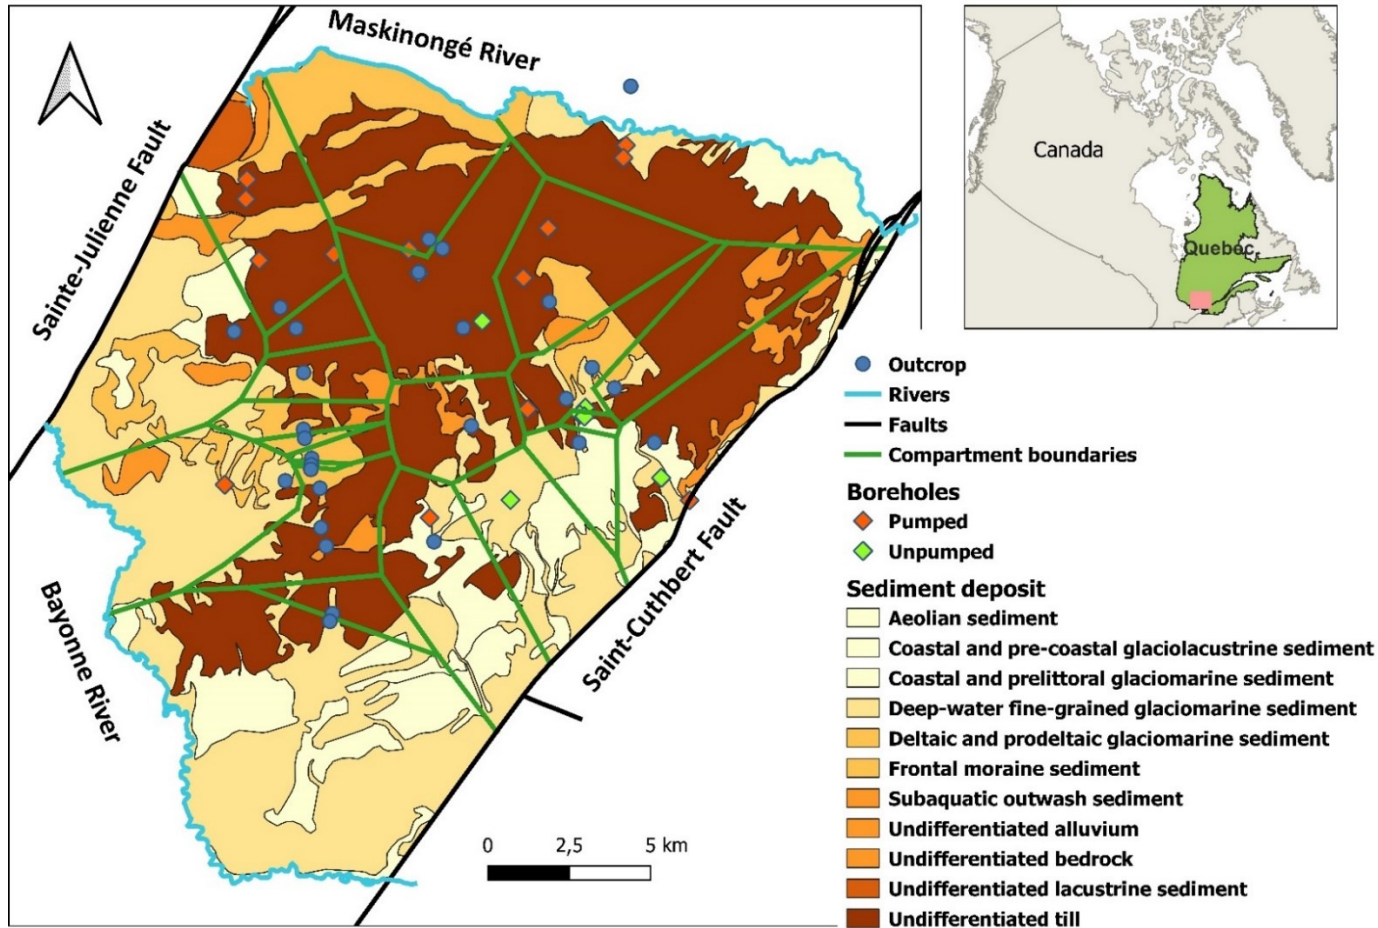 Maskinongé River
Sainte-Julienne Fault
Bayonne River
Saint-Cuthbert Fault
0 2,5 5 km
Canada
Quebec
Outcrop
Rivers
Faults
Compartment boundaries
Boreholes
Pumped
Unpumped
Sediment deposit
Aeolian sediment
Coastal and pre-coastal glaciolacustrine sediment
Coastal and prelittoral glaciomarine sediment
Deep-water fine-grained glaciomarine sediment
Deltaic and prodeltaic glaciomarine sediment
Frontal moraine sediment
Subaquatic outwash sediment
Undifferentiated alluvium
Undifferentiated bedrock
Undifferentiated lacustrine sediment
Undifferentiated till